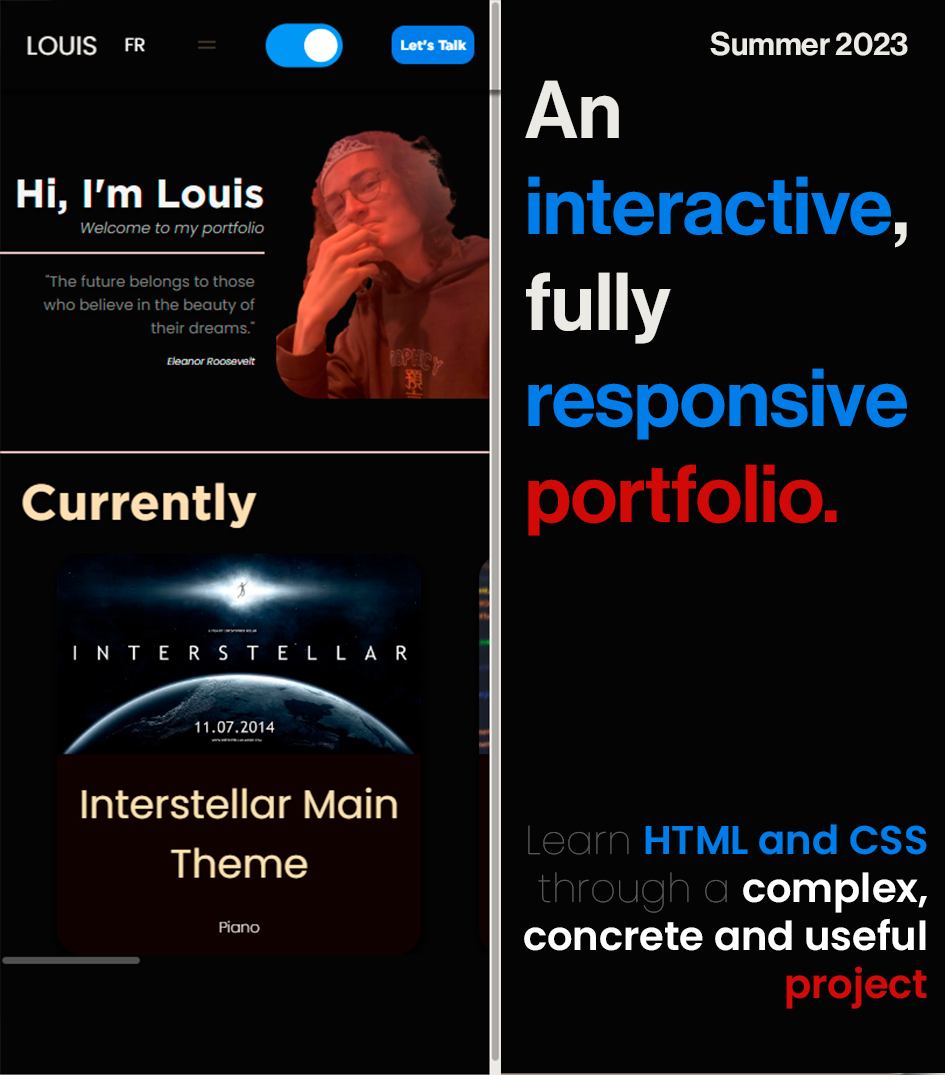 LOUIS FR Let's Talk
Hi, I'm Louis
Welcome to my portfolio
"The future belongs to those
who believe in the beauty of
their dreams."
Eleanor Roosevelt
Currently
INTERSTELLAR
11.07.2014
Interstellar Main
Theme
Piano
Summer 2023
An
interactive,
fully
responsive
portfolio.
Learn HTML and CSS
through a complex,
concrete and useful
project